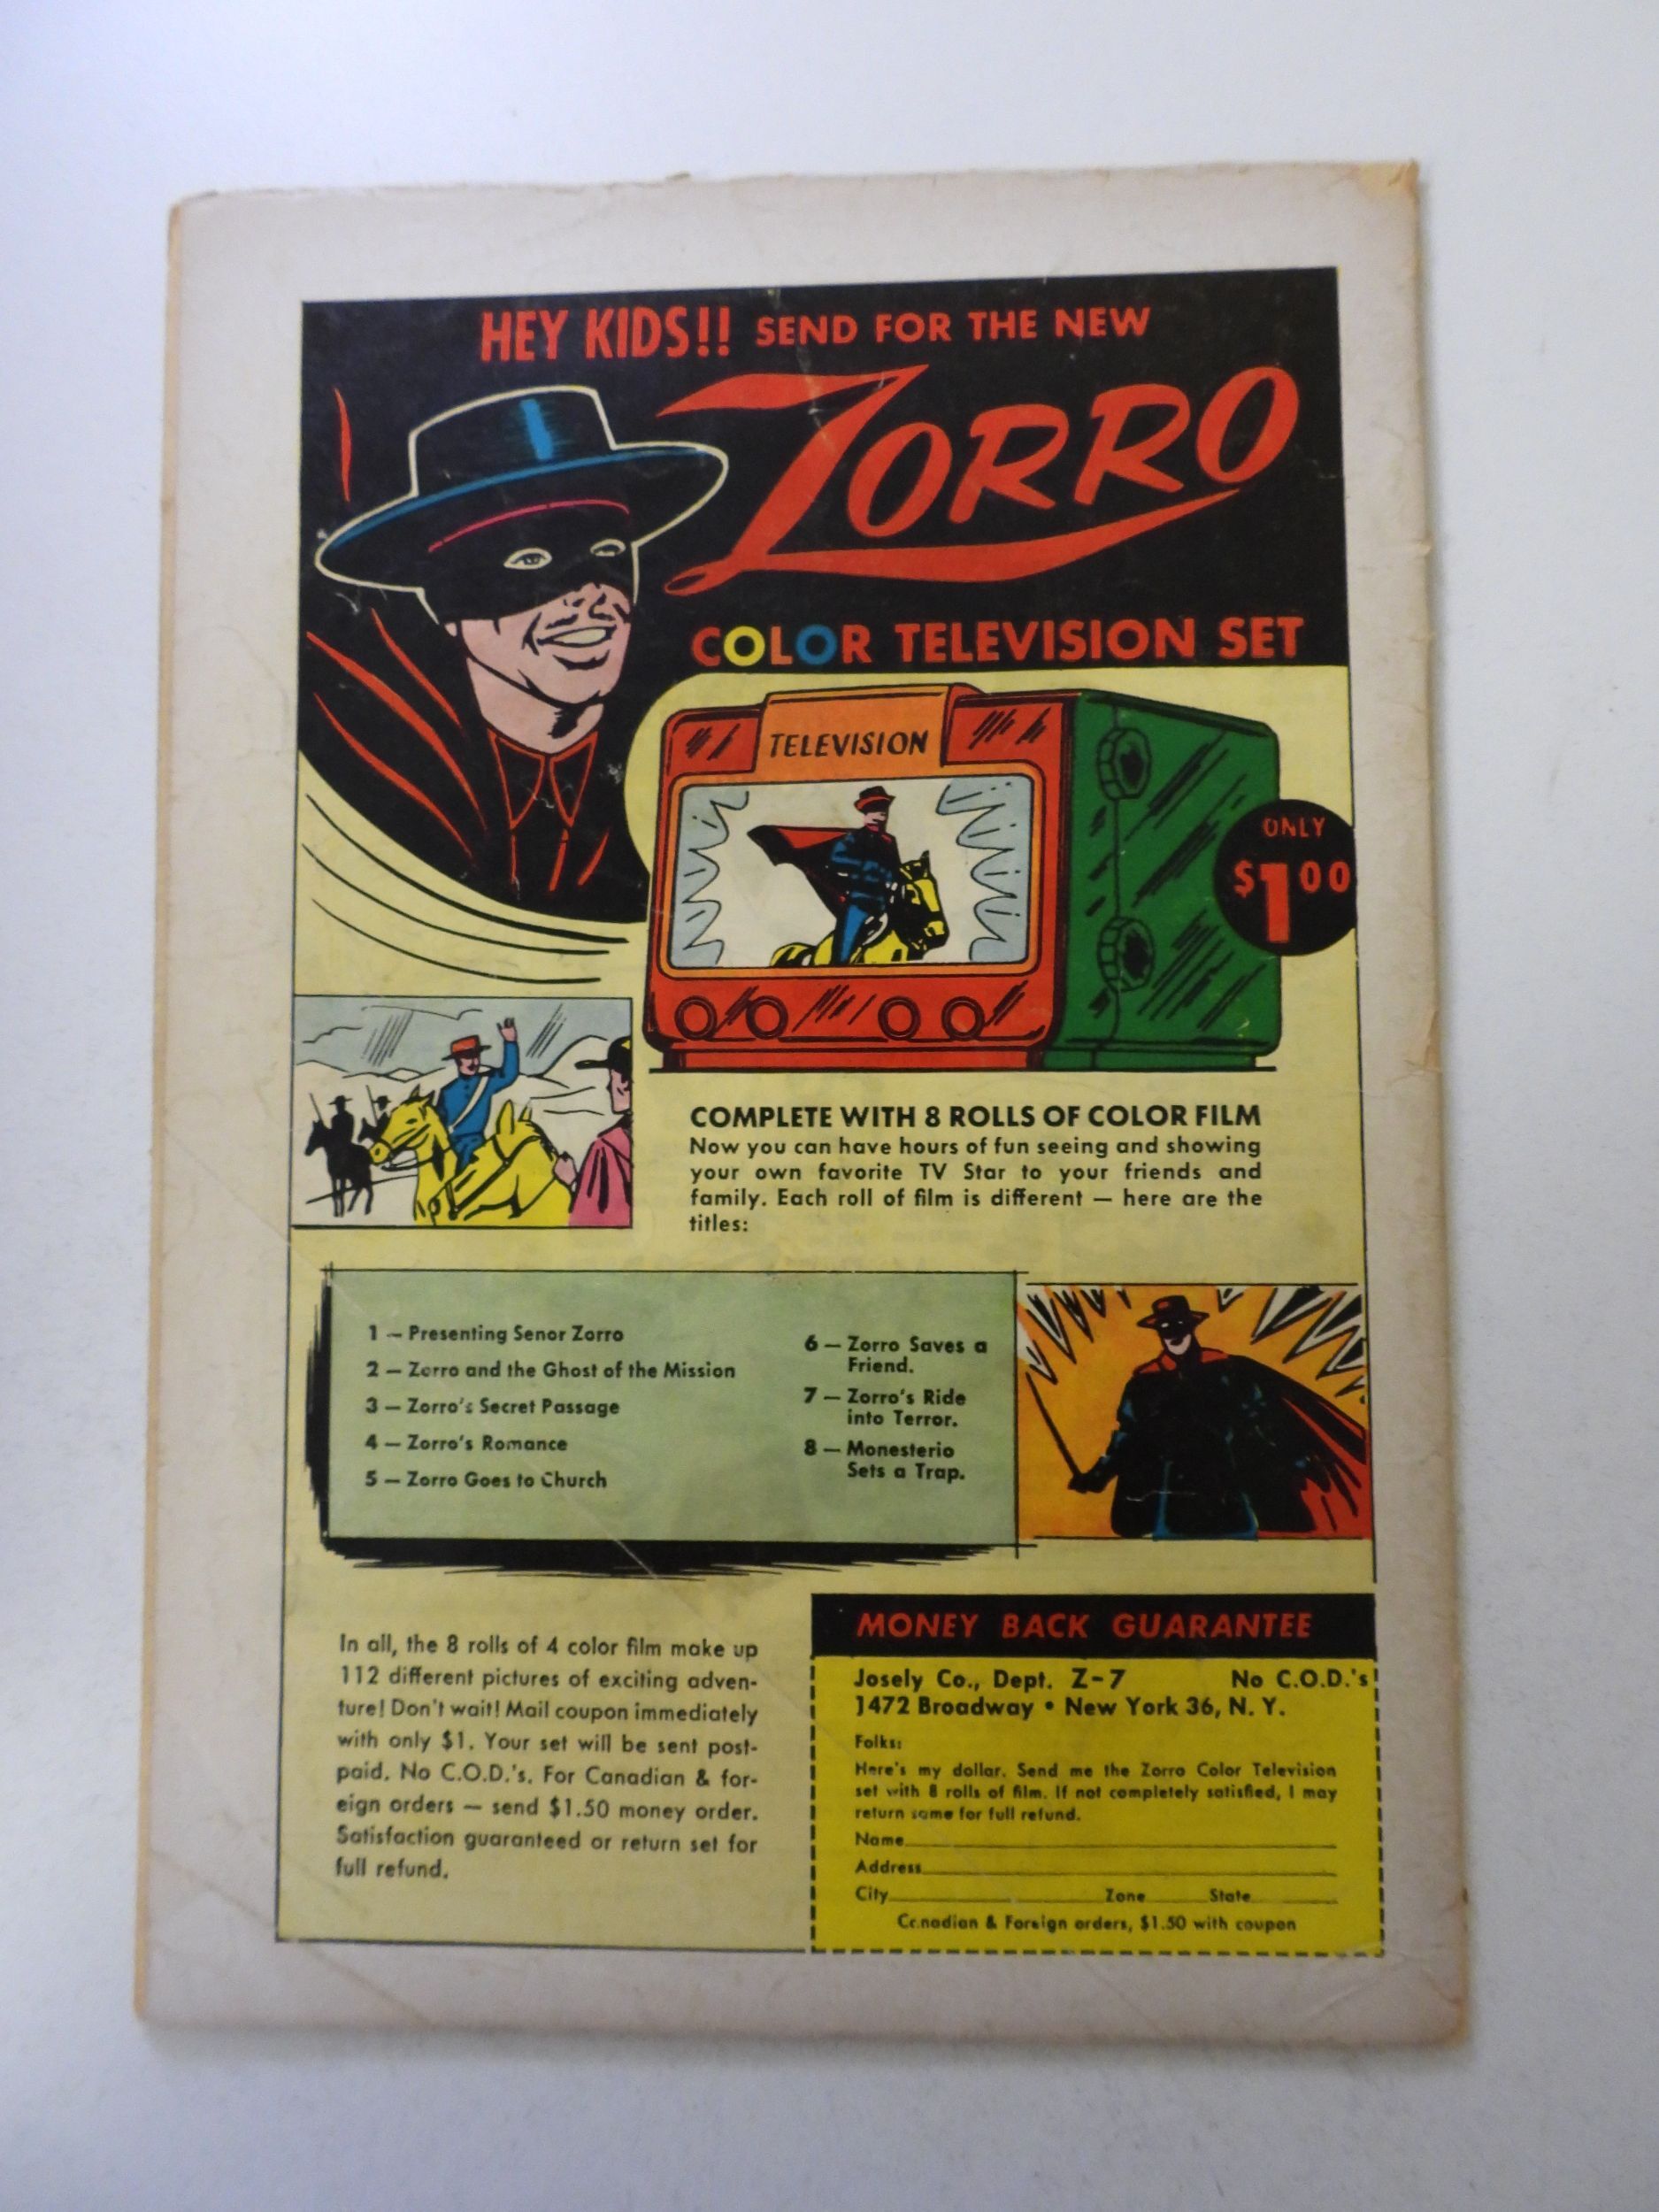 HEY KIDS!! SEND FOR THE NEW
ZORRO
COLOR TELEVISION SET
TELEVISION
ONLY
$1.00
COMPLETE WITH 8 ROLLS OF COLOR FILM
Now you can have hours of fun seeing and showing
your own favorite TV Star to your friends and
family. Each roll of film is different — here are the
titles:
1 — Presenting Senor Zorro
2 — Zorro and the Ghost of the Mission
3 — Zorro's Secret Passage
4 — Zorro's Romance
5 — Zorro Goes to Church
6 — Zorro Saves a
Friend.
7 — Zorro's Ride
into Terror.
8 — Monesterio
Sets a Trap.
In all, the 8 rolls of 4 color film make up
112 different pictures of exciting adven-
ture! Don't wait! Mail coupon immediately
with only $1. Your set will be sent post-
paid. No C.O.D.'s. For Canadian & for-
eign orders — send $1.50 money order.
Satisfaction guaranteed or return set for
full refund.
MONEY BACK GUARANTEE
Josely Co., Dept. Z-7 No C.O.D.'s
1472 Broadway • New York 36, N. Y.
Folks:
Here's my dollar. Send me the Zorro Color Television
set with 8 rolls of film. If not completely satisfied, I may
return same for full refund.
Name
Address
City Zone State
Canadian & Foreign orders, $1.50 with coupon